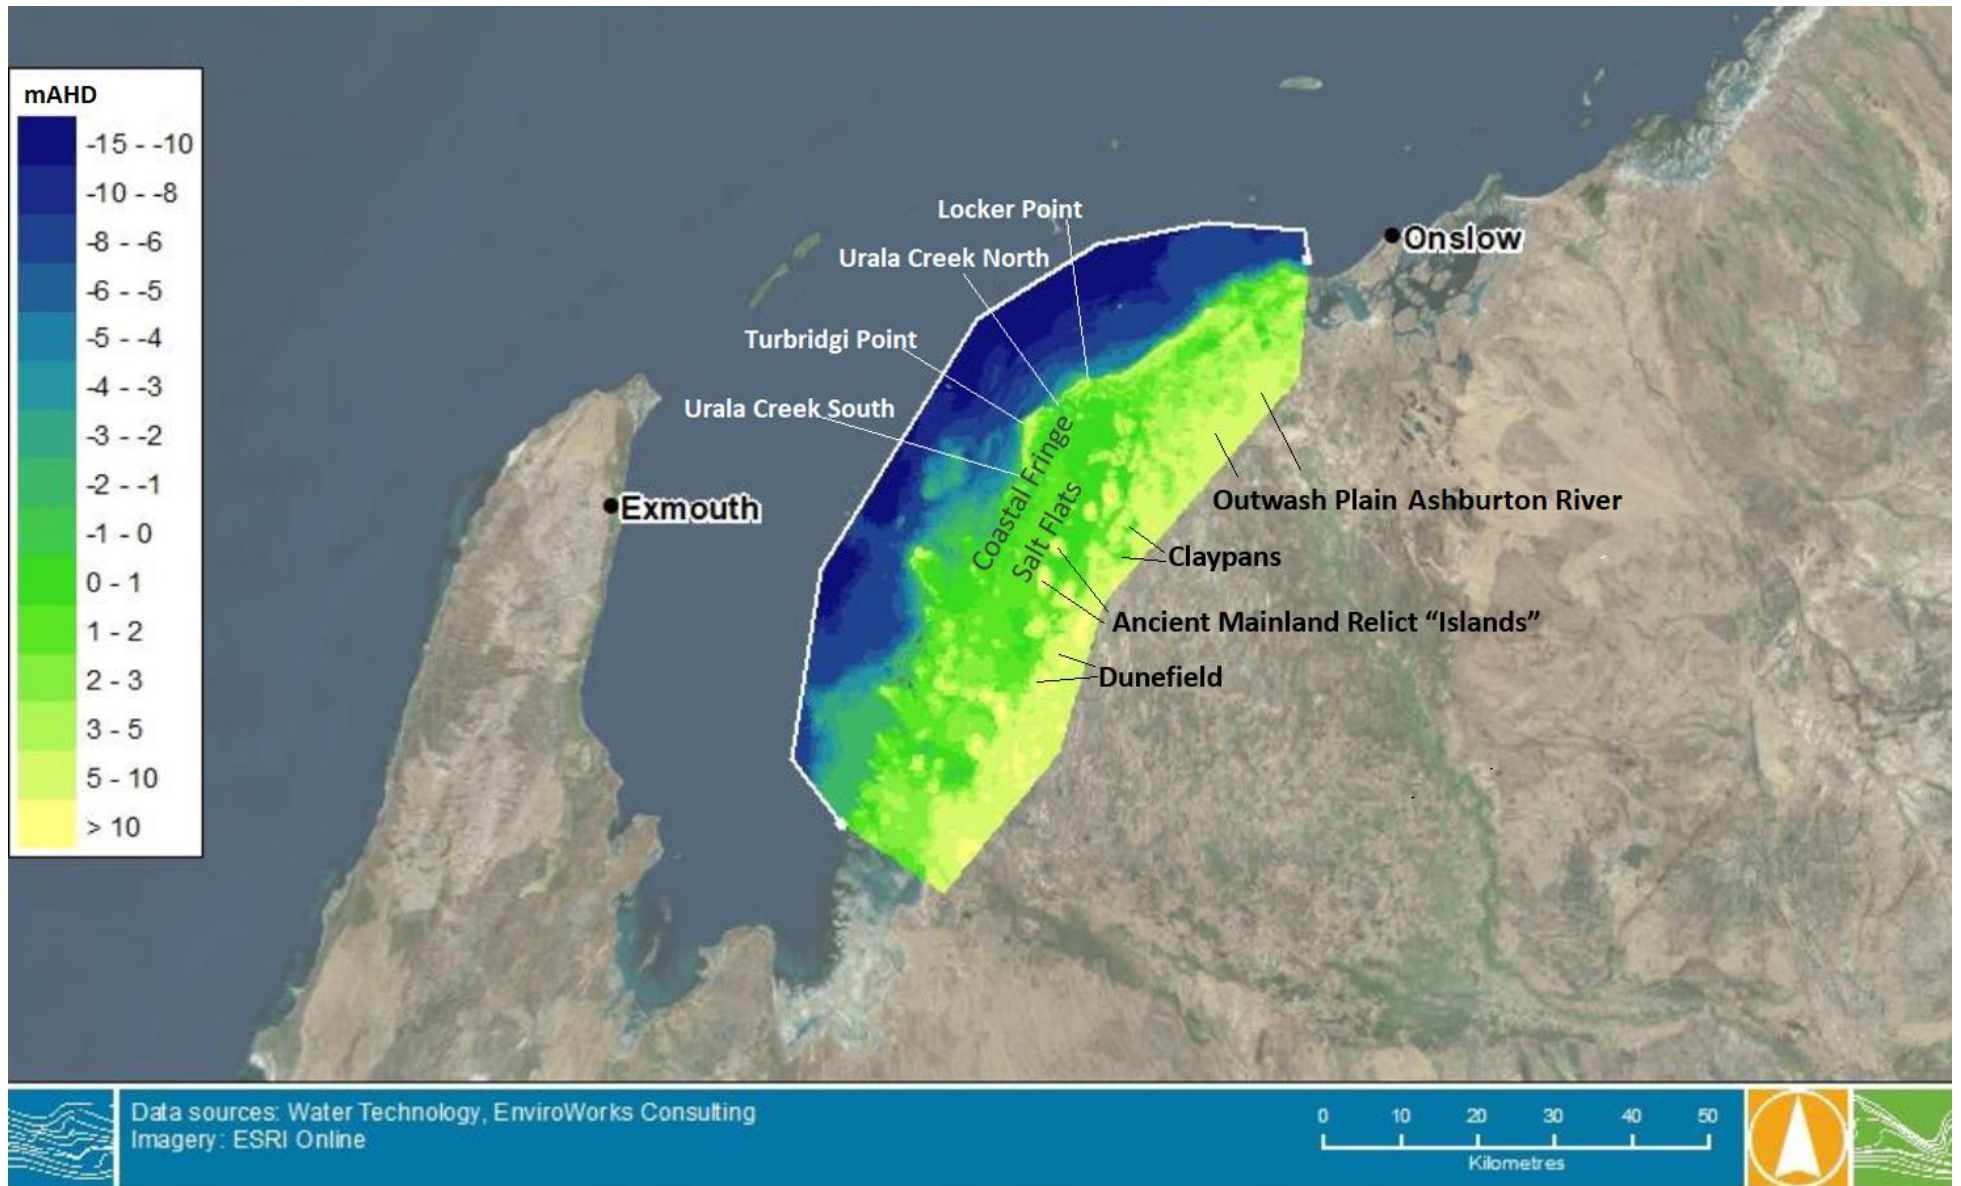 mAHD
-15 - -10
-10 - -8
-8 - -6
-6 - -5
-5 - -4
-4 - -3
-3 - -2
-2 - -1
-1 - 0
0 - 1
1 - 2
2 - 3
3 - 5
5 - 10
> 10
Locker Point
Onslow
Urala Creek North
Turbridgi Point
Urala Creek South
Exmouth
Coastal Fringe
Salt Flats
Outwash Plain Ashburton River
Claypans
Ancient Mainland Relict “Islands”
Dunefield
Data sources: Water Technology, EnviroWorks Consulting
Imagery: ESRI Online
0 10 20 30 40 50
Kilometres